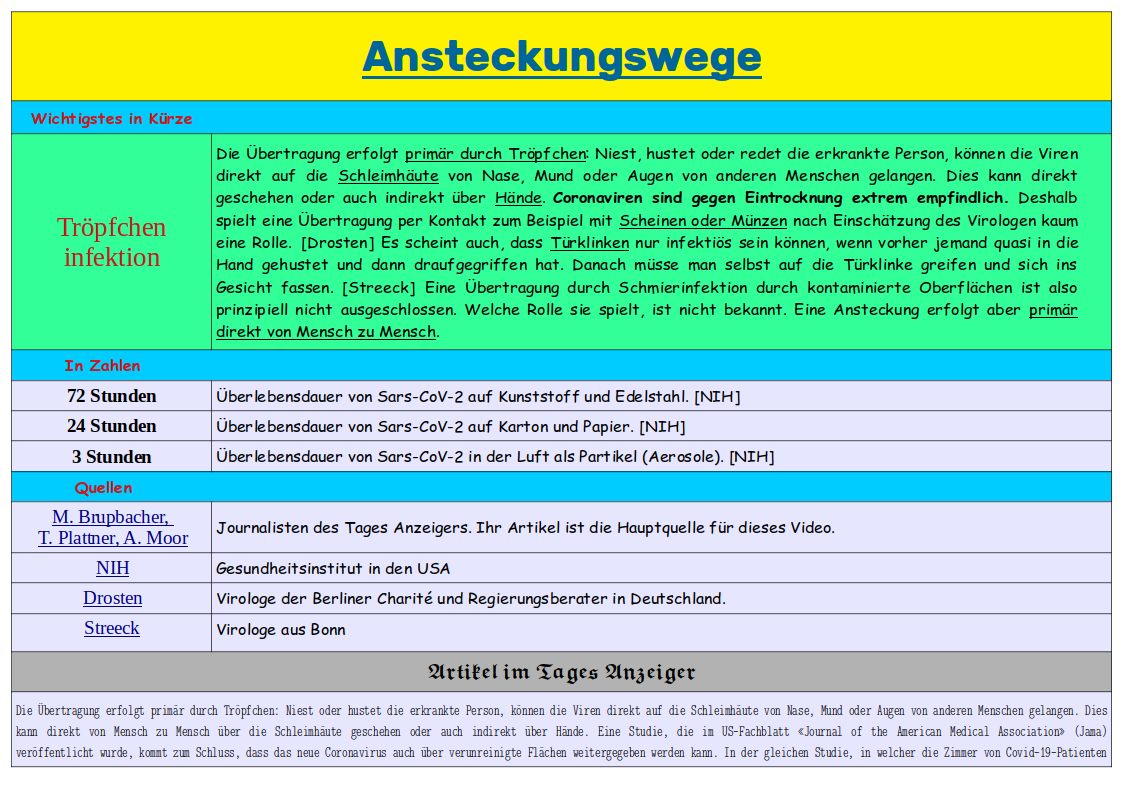 Ansteckungswege
Wichtigstes in Kürze
Tröpfchen
infektion
Die Übertragung erfolgt primär durch Tröpfchen: Niest, hustet oder redet die erkrankte Person, können die Viren
direkt auf die Schleimhäute von Nase, Mund oder Augen von anderen Menschen gelangen. Dies kann direkt
geschehen oder auch indirekt über Hände. Coronaviren sind gegen Eintrocknung extrem empfindlich. Deshalb
spielt eine Übertragung per Kontakt zum Beispiel mit Scheinen oder Münzen nach Einschätzung des Virologen kaum
eine Rolle. [Drosten] Es scheint auch, dass Türklinken nur infektiös sein können, wenn vorher jemand quasi in die
Hand gehustet und dann draufgegriffen hat. Danach müsse man selbst auf die Türklinke greifen und sich ins
Gesicht fassen. [Streeck] Eine Übertragung durch Schmierinfektion durch kontaminierte Oberflächen ist also
prinzipiell nicht ausgeschlossen. Welche Rolle sie spielt, ist nicht bekannt. Eine Ansteckung erfolgt aber primär
direkt von Mensch zu Mensch.
In Zahlen
72 Stunden Überlebensdauer von Sars-CoV-2 auf Kunststoff und Edelstahl. [NIH]
24 Stunden Überlebensdauer von Sars-CoV-2 auf Karton und Papier. [NIH]
3 Stunden Überlebensdauer von Sars-CoV-2 in der Luft als Partikel (Aerosole). [NIH]
Quellen
M. Brupbacher,
T. Plattner, A. Moor
Journalisten des Tages Anzeigers. Ihr Artikel ist die Hauptquelle für dieses Video.
NIH Gesundheitsinstitut in den USA
Drosten Virologe der Berliner Charité und Regierungsberater in Deutschland.
Streeck Virologe aus Bonn
Artikel im Tages Anzeiger
Die Übertragung erfolgt primär durch Tröpfchen: Niest oder hustet die erkrankte Person, können die Viren direkt auf die Schleimhäute von Nase, Mund oder Augen von anderen Menschen gelangen. Dies
kann direkt von Mensch zu Mensch über die Schleimhäute geschehen oder auch indirekt über Hände. Eine Studie, die im US-Fachblatt «Journal of the American Medical Association» (Jama)
veröffentlicht wurde, kommt zum Schluss, dass das neue Coronavirus auch über verunreinigte Flächen weitergegeben werden kann. In der gleichen Studie, in welcher die Zimmer von Covid-19-Patienten